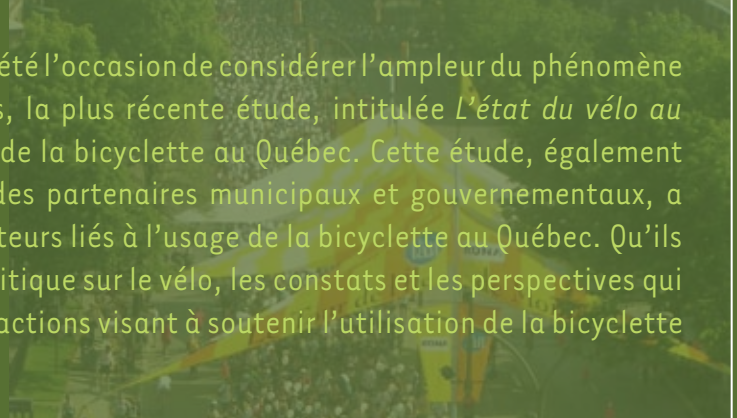 été l’occasion de considérer l’ampleur du phénomène
, la plus récente étude, intitulée L’état du vélo au
de la bicyclette au Québec. Cette étude, également
des partenaires municipaux et gouvernementaux, a
teurs liés à l’usage de la bicyclette au Québec. Qu’ils
itique sur le vélo, les constats et les perspectives qui
actions visant à soutenir l’utilisation de la bicyclette
RONA